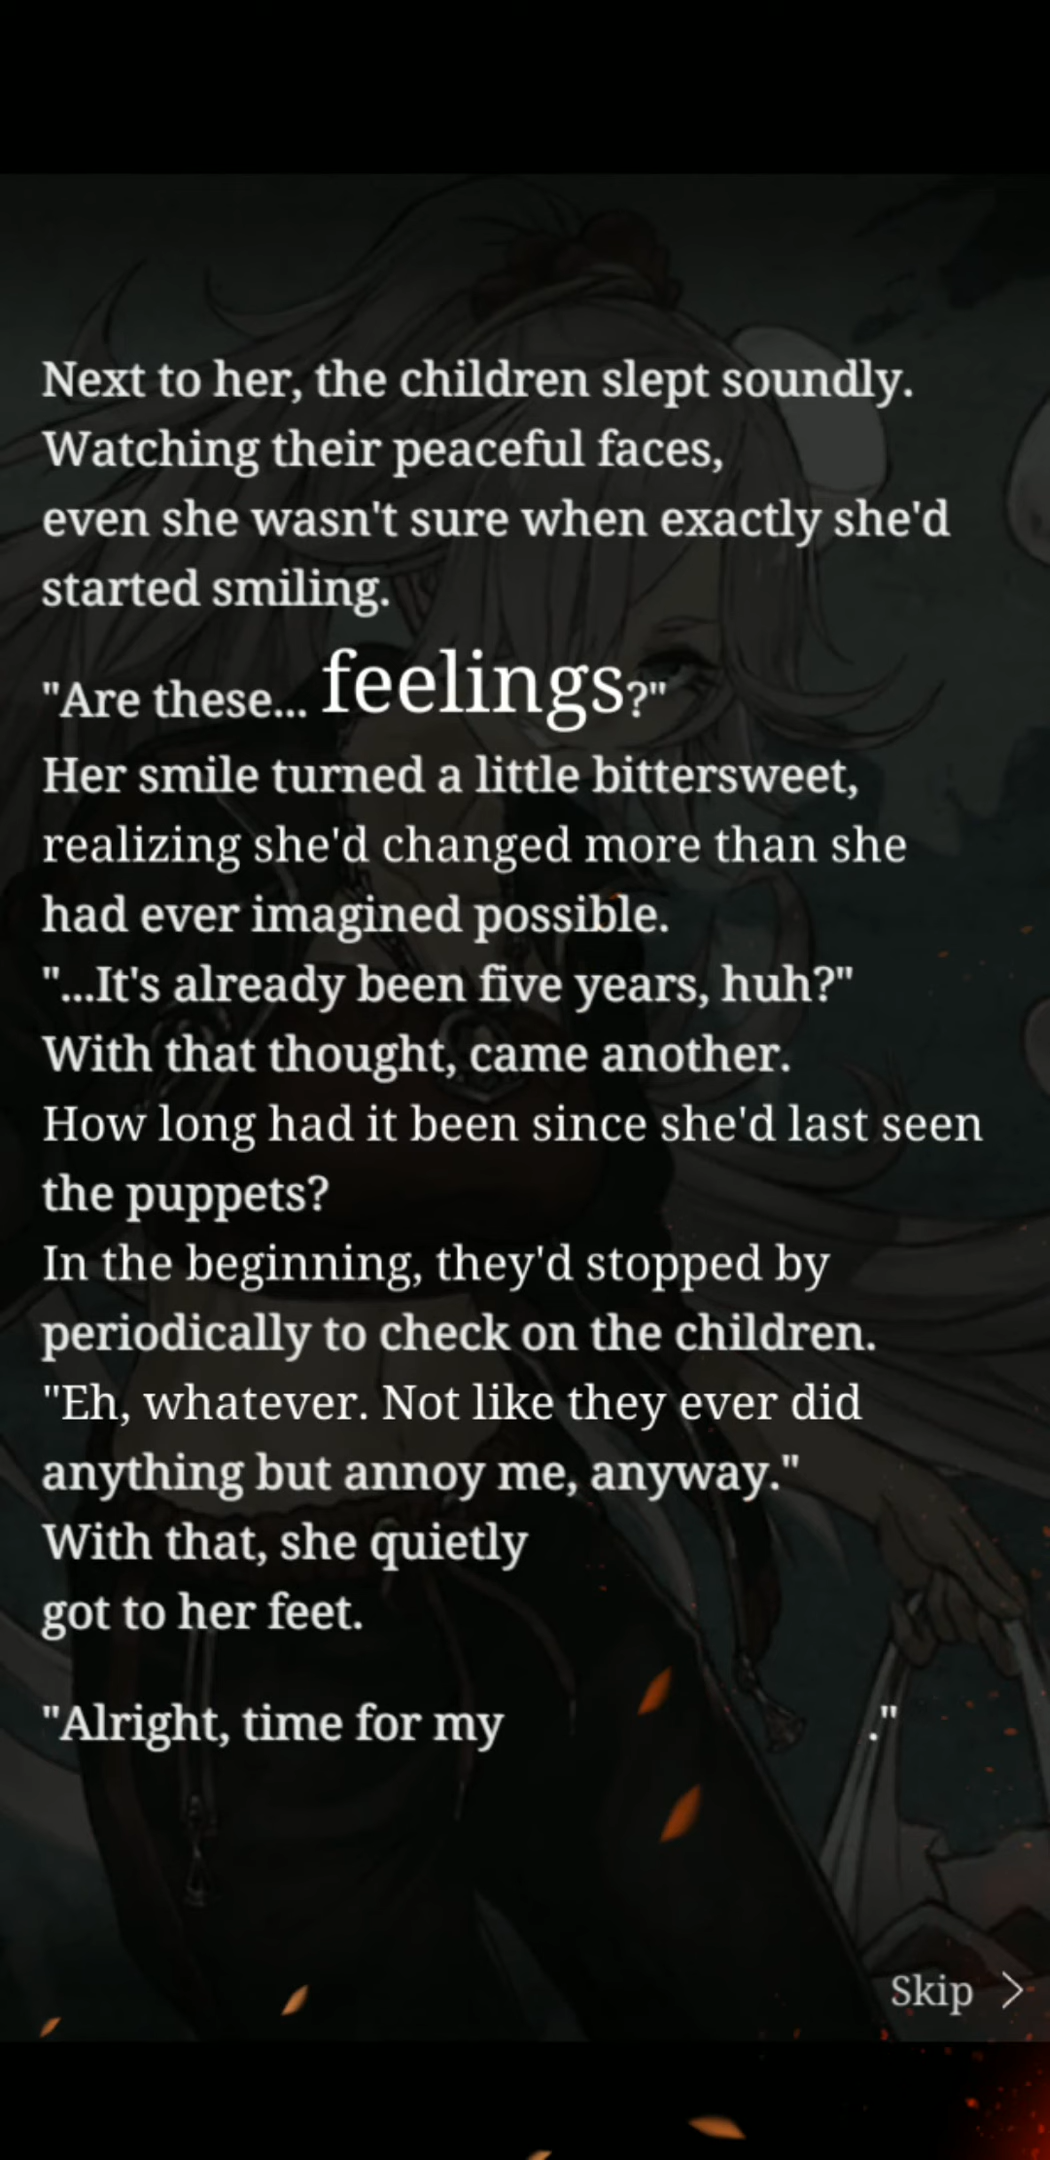 Next to her, the children slept soundly.
Watching their peaceful faces,
even she wasn't sure when exactly she'd
started smiling.
"Are these... feelings?"
Her smile turned a little bittersweet,
realizing she'd changed more than she
had ever imagined possible.
"...It's already been five years, huh?"
With that thought, came another.
How long had it been since she'd last seen
the puppets?
In the beginning, they'd stopped by
periodically to check on the children.
"Eh, whatever. Not like they ever did
anything but annoy me, anyway."
With that, she quietly
got to her feet.
"Alright, time for my ."
Skip >